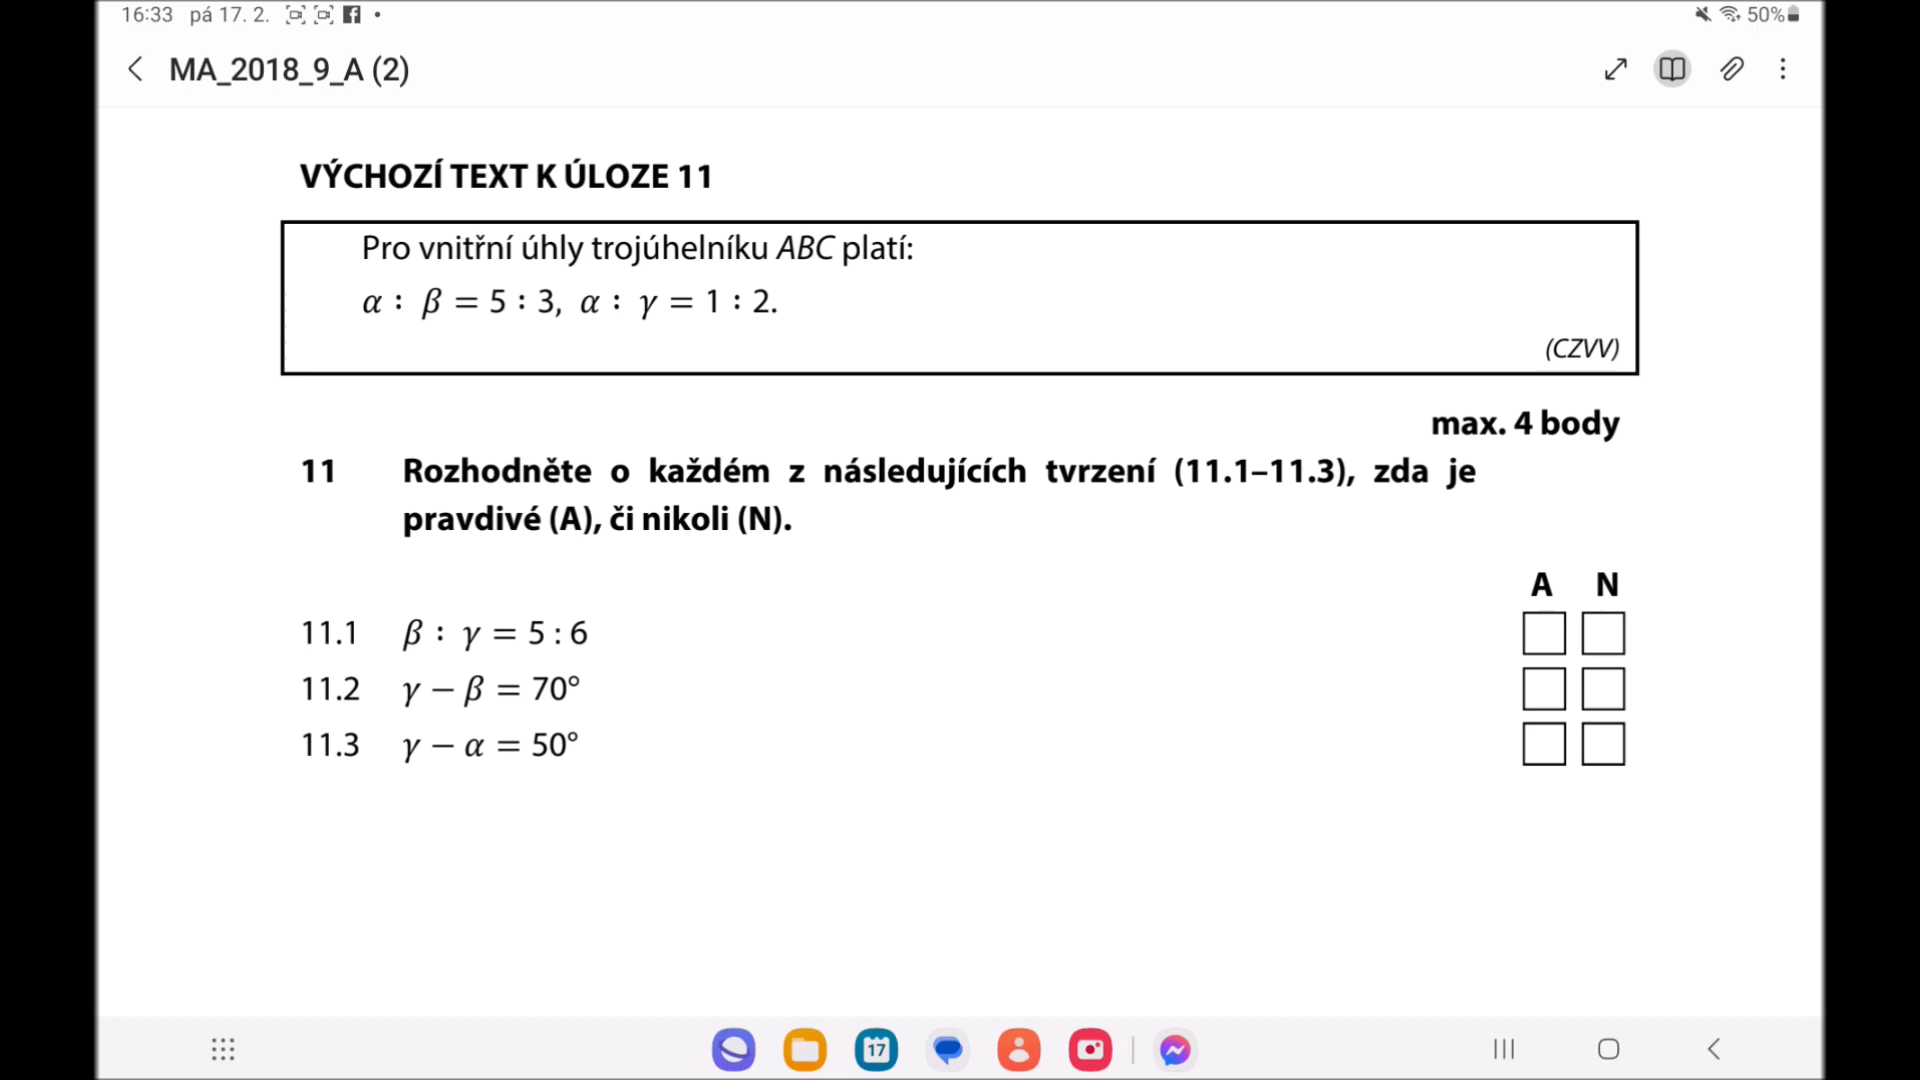 16:33 pá 17. 2.
50%
MA_2018_9_A (2)
VÝCHOZÍ TEXT K ÚLOZE 11
Pro vnitřní úhly trojúhelníku ABC platí:
α : β = 5 : 3, α : γ = 1 : 2.
(CZVV)
max. 4 body
11 Rozhodněte o každém z následujících tvrzení (11.1–11.3), zda je
pravdivé (A), či nikoli (N).
A N
11.1 β : γ = 5 : 6
11.2 γ − β = 70°
11.3 γ − α = 50°
17